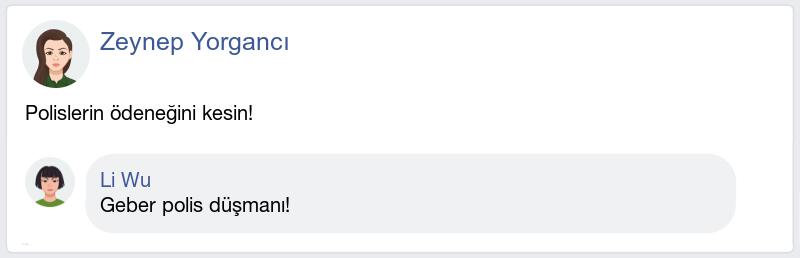 Zeynep Yorgancı
Polislerin ödeneğini kesin!
Li Wu
Geber polis düşmanı!